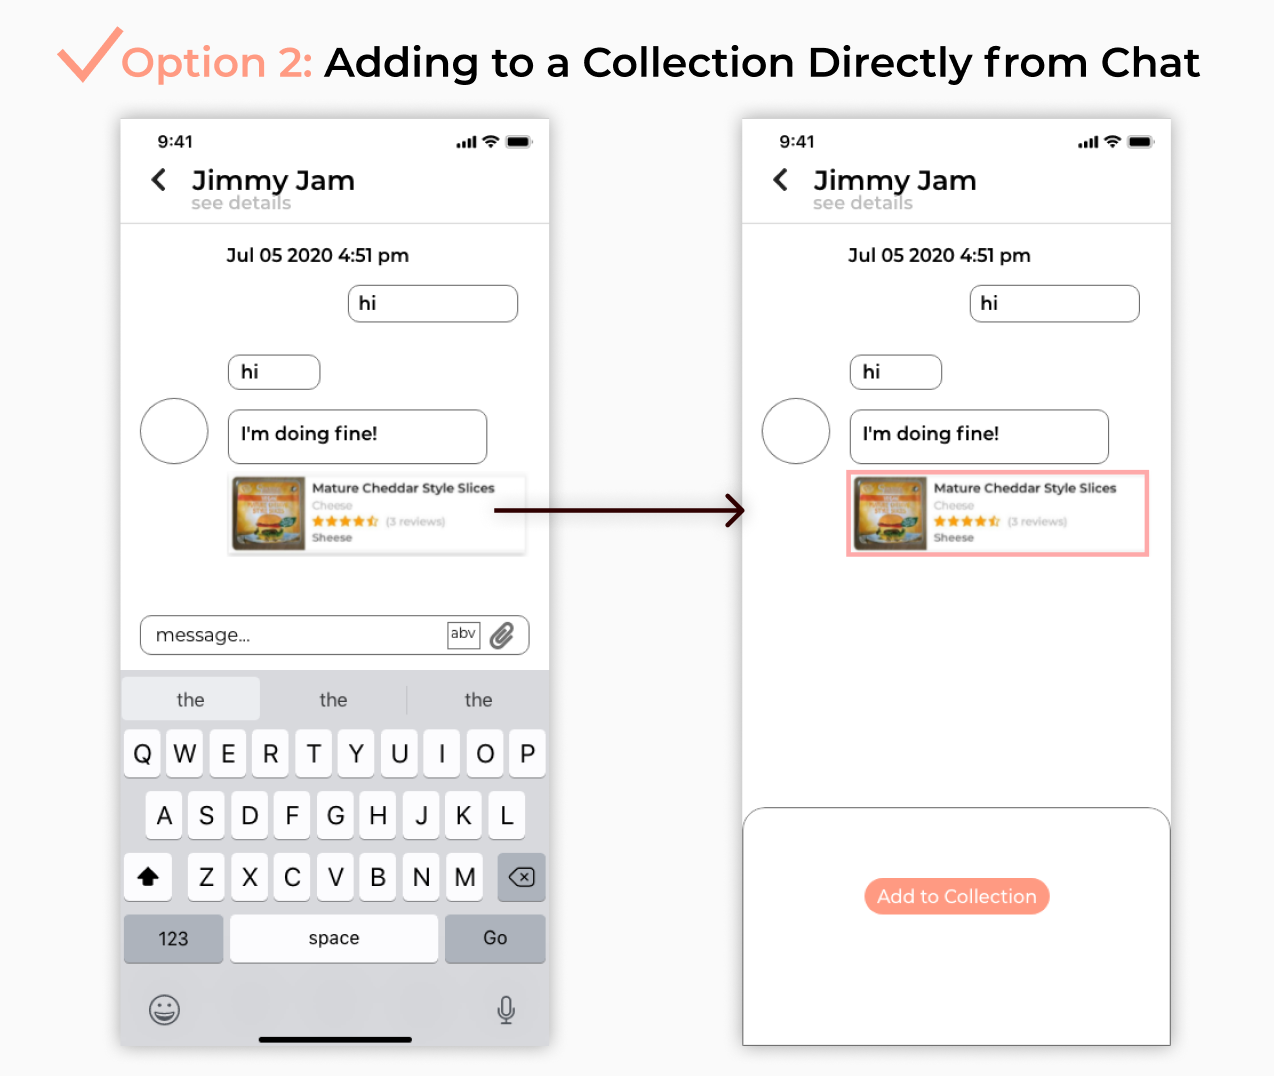 Option 2: Adding to a Collection Directly from Chat
9:41
Jimmy Jam
see details
Jul 05 2020 4:51 pm
hi
hi
I'm doing fine!
Mature Cheddar Style Slices
Cheese
(3 reviews)
Sheese
message...
abv
the the the
Q W E R T Y U I O P
A S D F G H J K L
Z X C V B N M
123 space Go
9:41
Jimmy Jam
see details
Jul 05 2020 4:51 pm
hi
hi
I'm doing fine!
Mature Cheddar Style Slices
Cheese
(3 reviews)
Sheese
Add to Collection